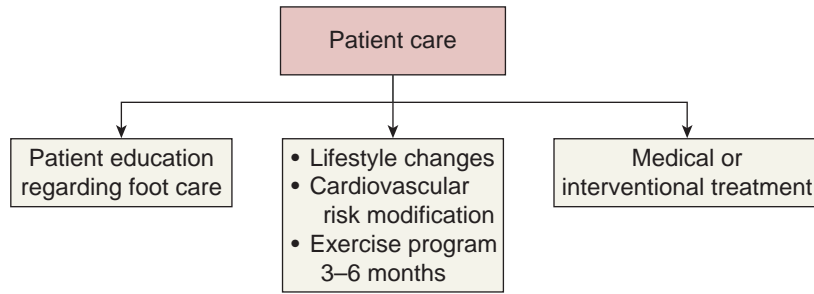 Patient care
Patient education
regarding foot care
• Lifestyle changes
• Cardiovascular
risk modification
• Exercise program
3–6 months
Medical or
interventional treatment